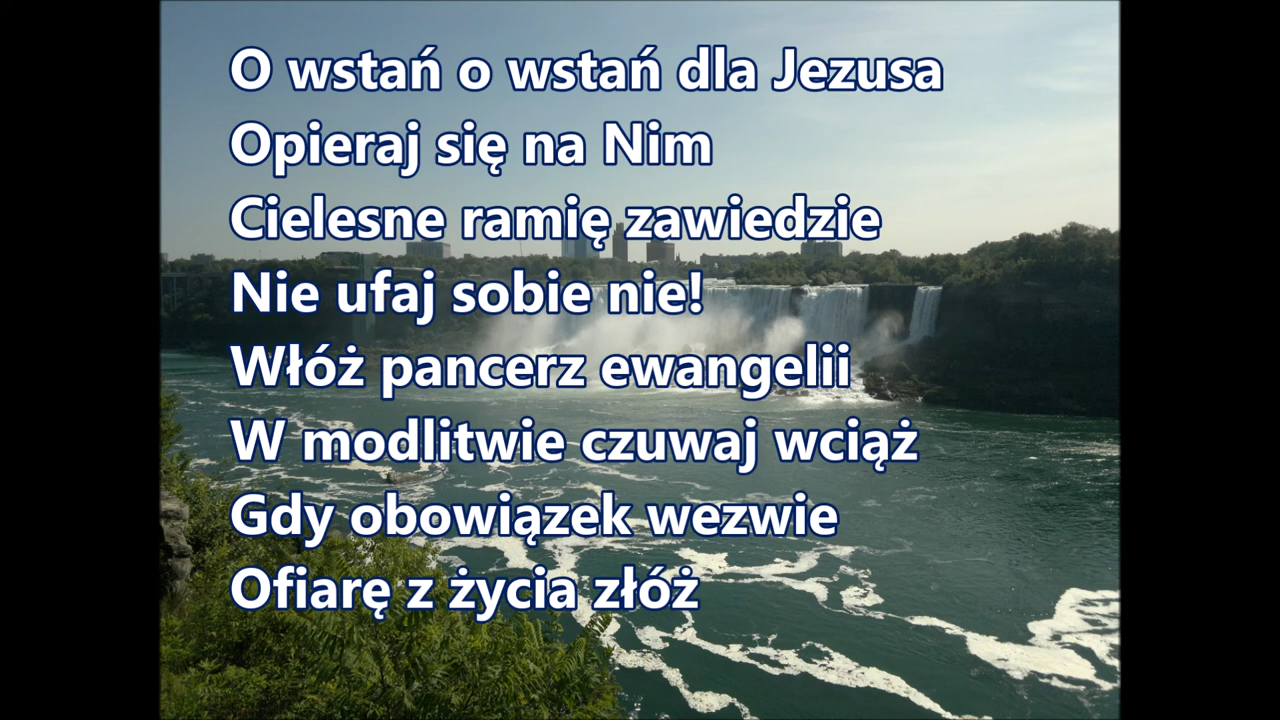 O wstań o wstań dla Jezusa
Opieraj się na Nim
Cielesne ramię zawiedzie
Nie ufaj sobie nie!
Włóż pancerz ewangelii
W modlitwie czuwaj wciąż
Gdy obowiązek wezwie
Ofiarę z życia złóż